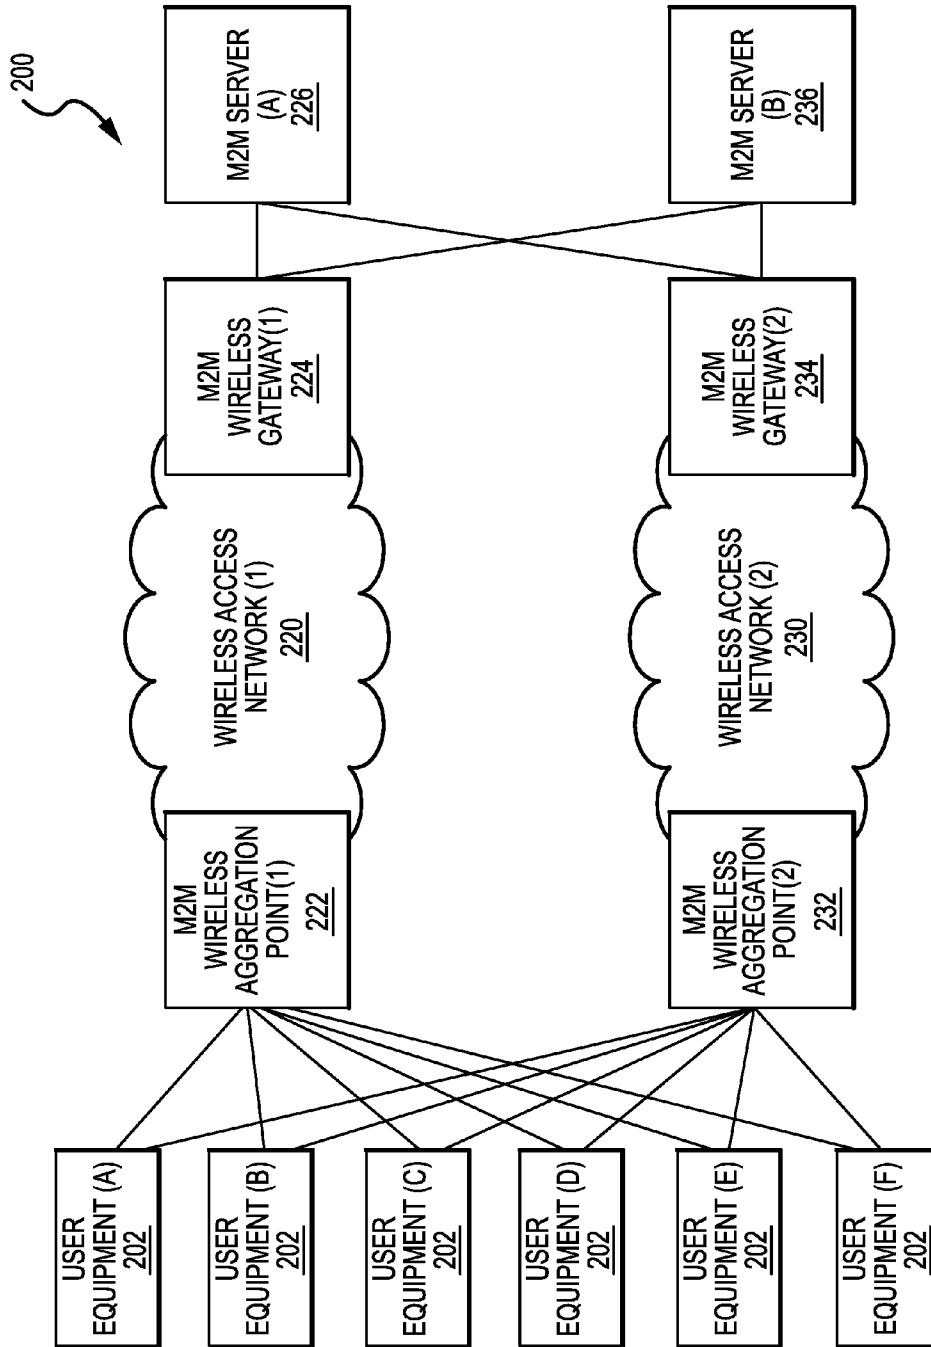 200
USER
EQUIPMENT (A)
202
USER
EQUIPMENT (B)
202
USER
EQUIPMENT (C)
202
USER
EQUIPMENT (D)
202
USER
EQUIPMENT (E)
202
USER
EQUIPMENT (F)
202
M2M
WIRELESS
AGGREGATION
POINT(1)
222
M2M
WIRELESS
AGGREGATION
POINT(2)
232
WIRELESS ACCESS
NETWORK (1)
220
WIRELESS ACCESS
NETWORK (2)
230
M2M
WIRELESS
GATEWAY(1)
224
M2M
WIRELESS
GATEWAY(2)
234
M2M SERVER
(A)
226
M2M SERVER
(B)
236